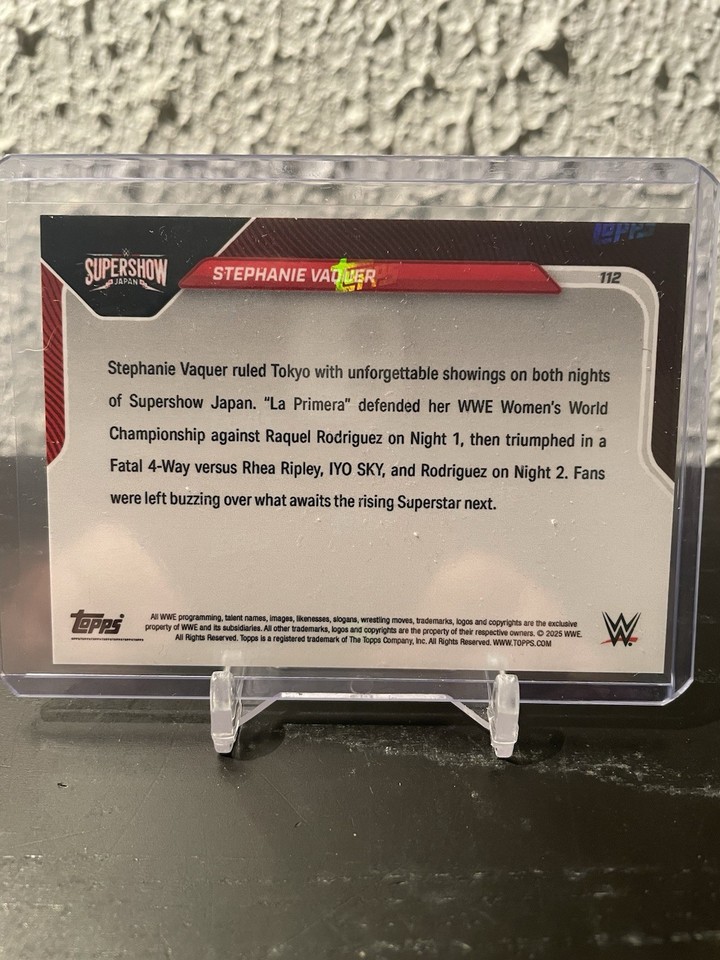 SUPERSHOW
JAPAN
STEPHANIE VAQUER
112
Topps
Stephanie Vaquer ruled Tokyo with unforgettable showings on both nights
of Supershow Japan. “La Primera” defended her WWE Women’s World
Championship against Raquel Rodriguez on Night 1, then triumphed in a
Fatal 4-Way versus Rhea Ripley, IYO SKY, and Rodriguez on Night 2. Fans
were left buzzing over what awaits the rising Superstar next.
Topps
All WWE programming, talent names, images, likenesses, slogans, wrestling moves, trademarks, logos and copyrights are the exclusive
property of WWE and its subsidiaries. All other trademarks, logos and copyrights are the property of their respective owners. © 2025 WWE.
All Rights Reserved. Topps is a registered trademark of The Topps Company, Inc. All Rights Reserved. WWW.TOPPS.COM
W